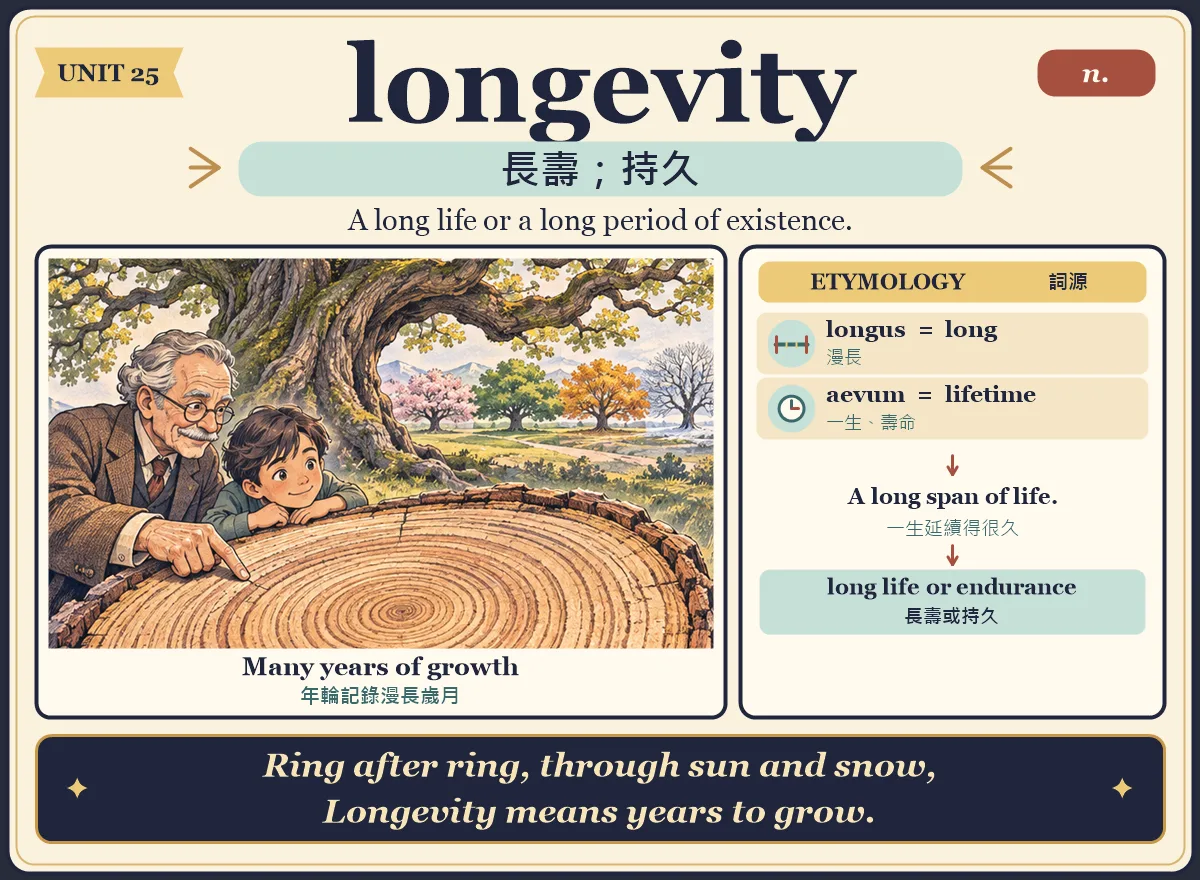 UNIT 25
longevity
n.
長壽；持久
A long life or a long period of existence.
Many years of growth
年輪記錄漫長歲月
ETYMOLOGY 詞源
longus = long
漫長
aevum = lifetime
一生、壽命
A long span of life.
一生延續得很久
long life or endurance
長壽或持久
Ring after ring, through sun and snow,
Longevity means years to grow.